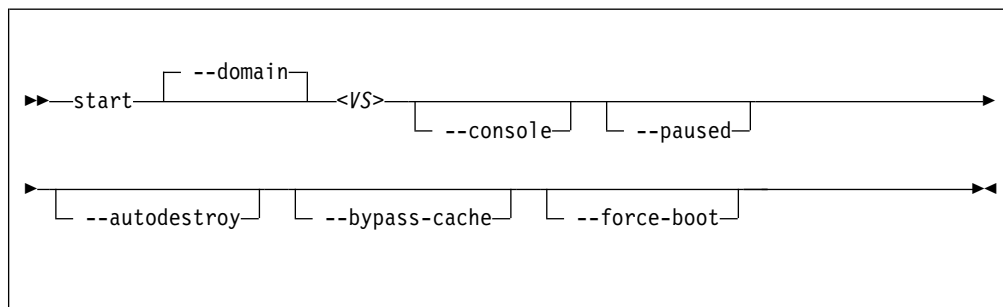 --domain
start <VS>
--console --paused
--autodestroy --bypass-cache --force-boot